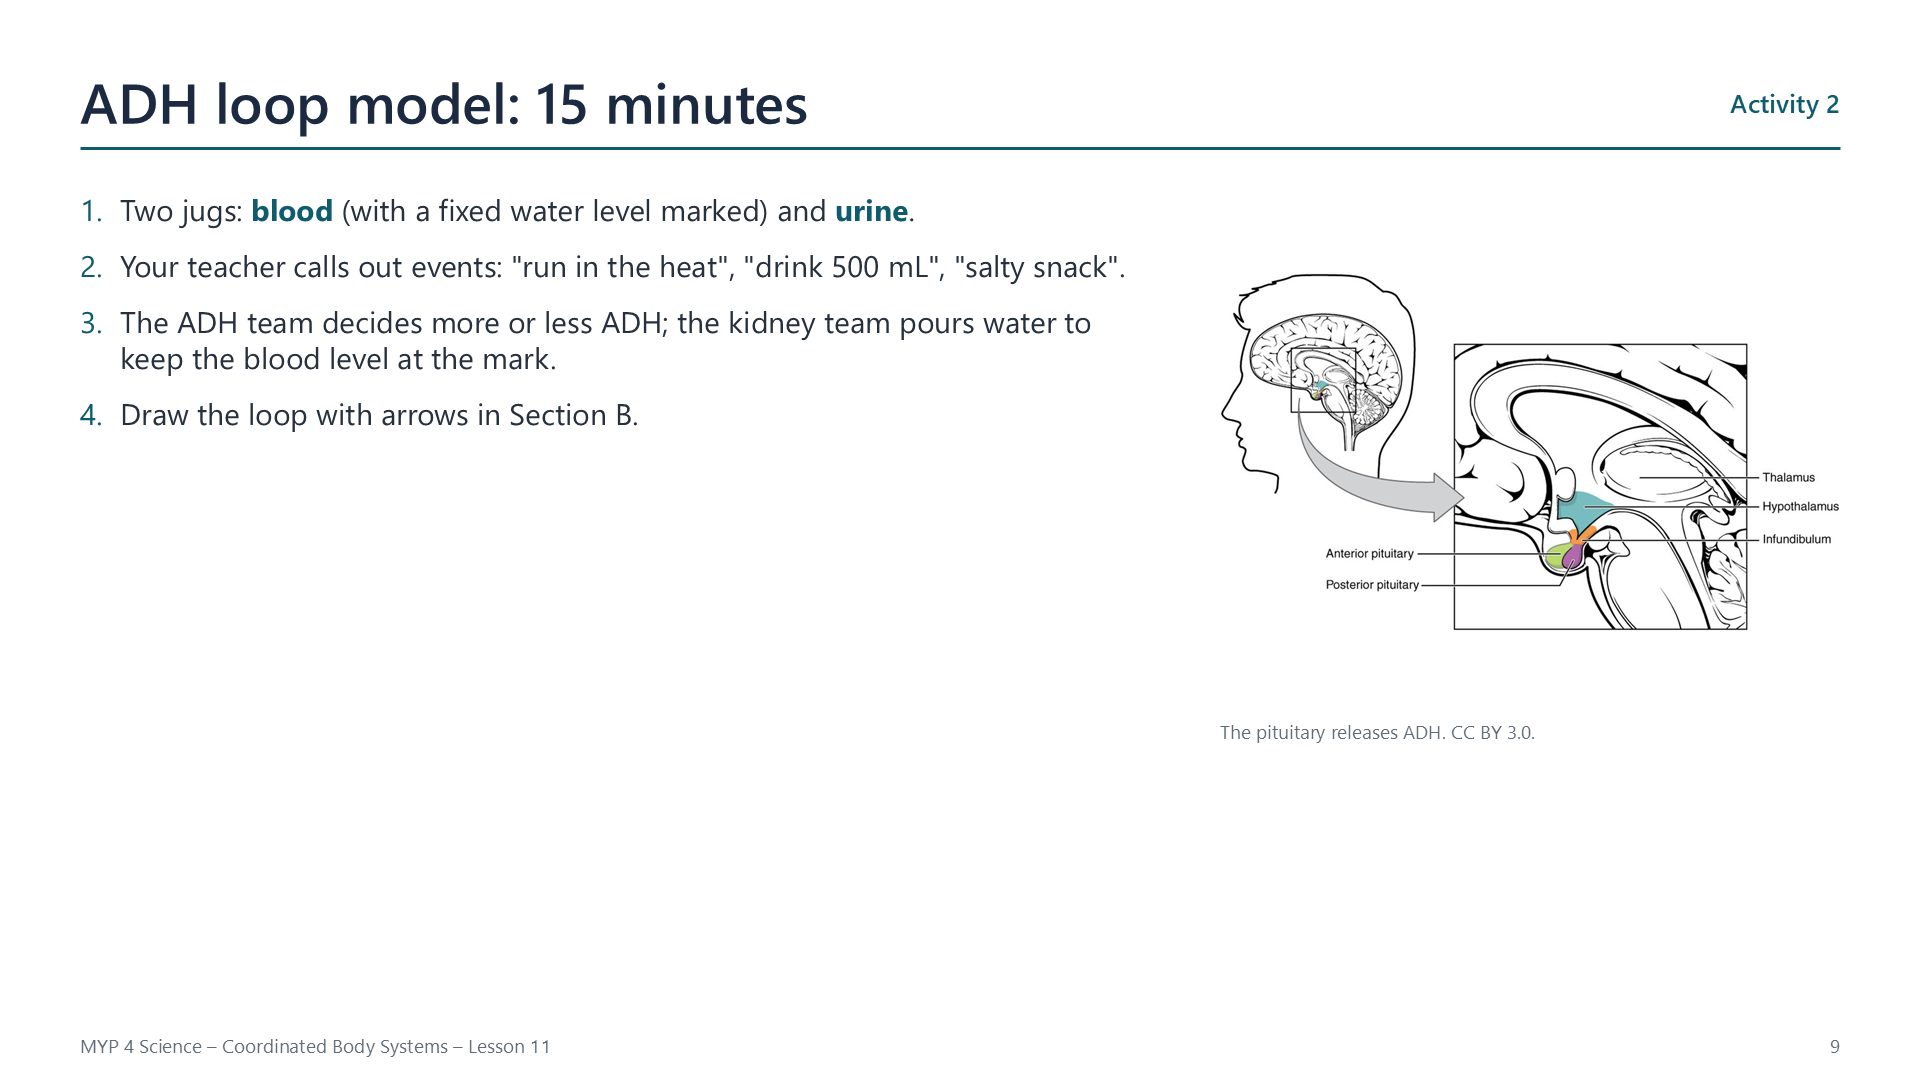 ADH loop model: 15 minutes
Activity 2
1. Two jugs: blood (with a fixed water level marked) and urine.
2. Your teacher calls out events: "run in the heat", "drink 500 mL", "salty snack".
3. The ADH team decides more or less ADH; the kidney team pours water to
keep the blood level at the mark.
4. Draw the loop with arrows in Section B.
Thalamus
Hypothalamus
Infundibulum
Anterior pituitary
Posterior pituitary
The pituitary releases ADH. CC BY 3.0.
MYP 4 Science – Coordinated Body Systems – Lesson 11
9